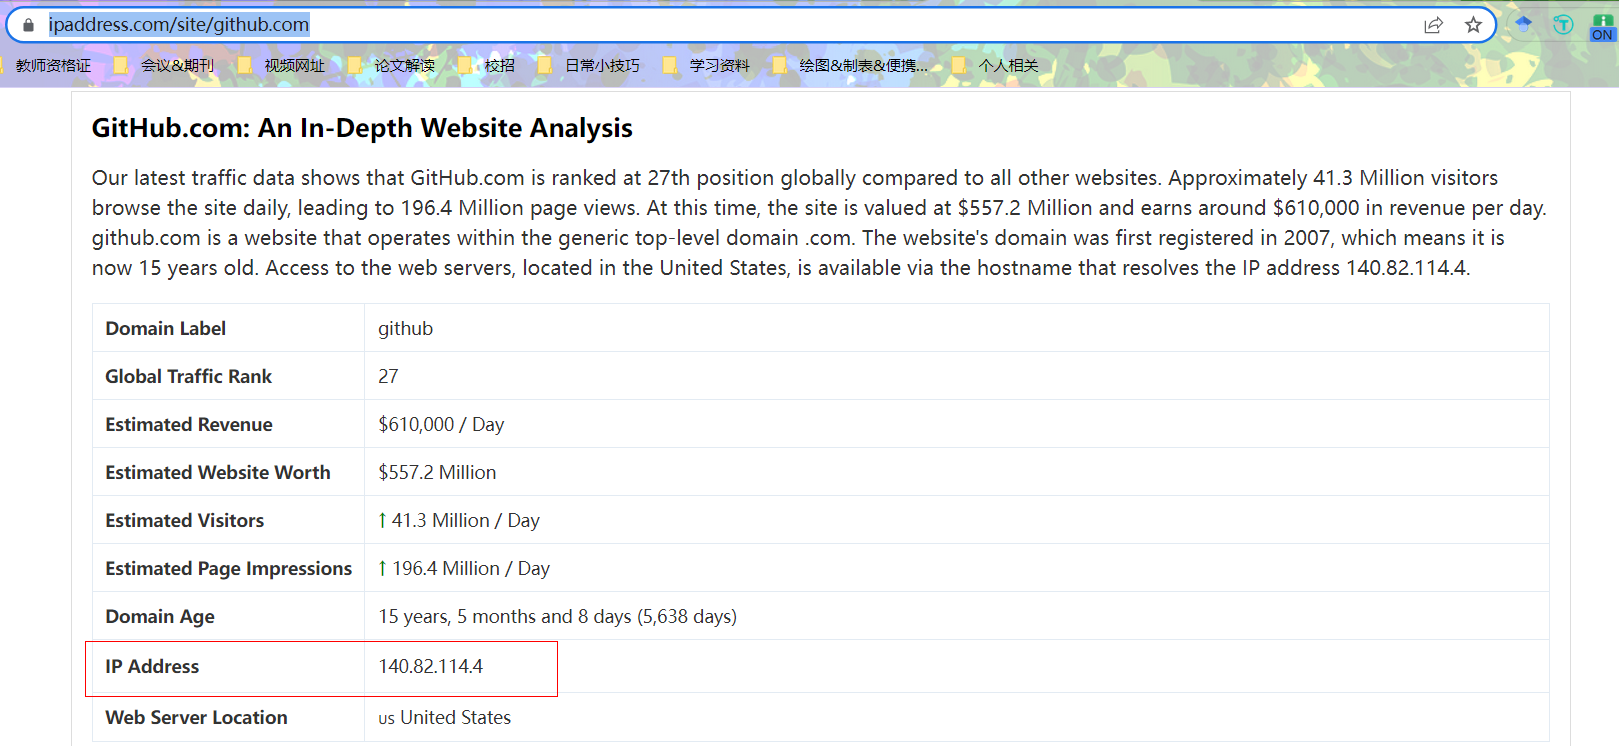 ipaddress.com/site/github.com
ON
教师资格证 会议&期刊 视频网址 论文解读 校招 日常小技巧 学习资料 绘图&制表&便携... 个人相关
GitHub.com: An In-Depth Website Analysis
Our latest traffic data shows that GitHub.com is ranked at 27th position globally compared to all other websites. Approximately 41.3 Million visitors
browse the site daily, leading to 196.4 Million page views. At this time, the site is valued at $557.2 Million and earns around $610,000 in revenue per day.
github.com is a website that operates within the generic top-level domain .com. The website's domain was first registered in 2007, which means it is
now 15 years old. Access to the web servers, located in the United States, is available via the hostname that resolves the IP address 140.82.114.4.
Domain Label github
Global Traffic Rank 27
Estimated Revenue $610,000 / Day
Estimated Website Worth $557.2 Million
Estimated Visitors ↑ 41.3 Million / Day
Estimated Page Impressions ↑ 196.4 Million / Day
Domain Age 15 years, 5 months and 8 days (5,638 days)
IP Address 140.82.114.4
Web Server Location US United States